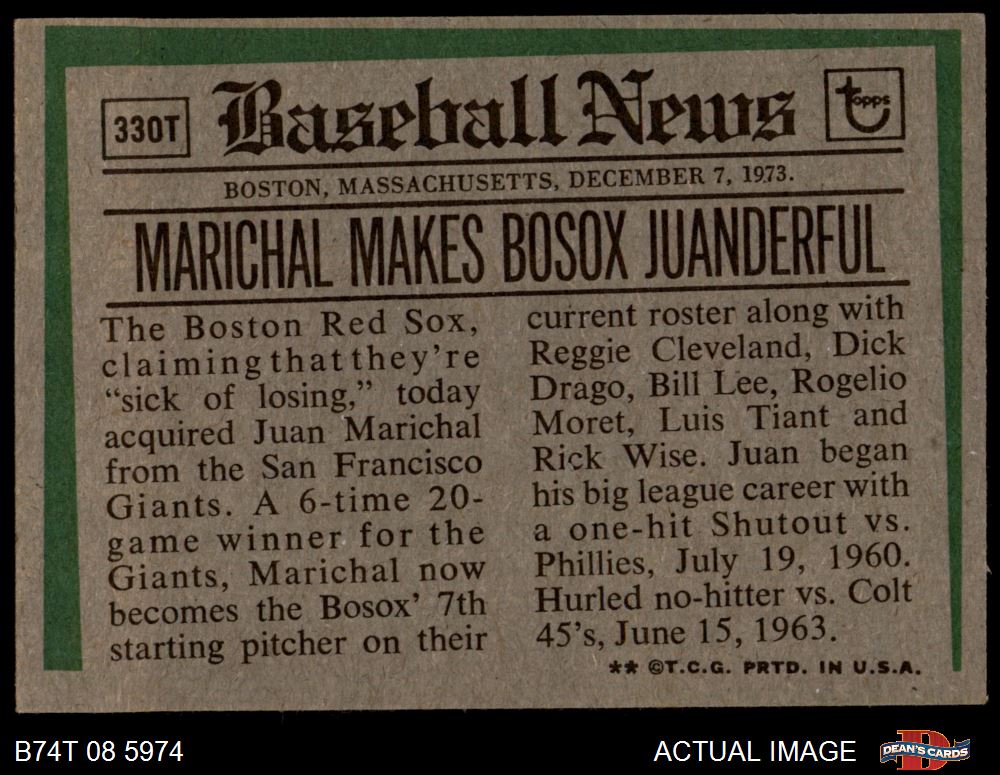 330T
Baseball News
topps
BOSTON, MASSACHUSETTS, DECEMBER 7, 1973.
MARICHAL MAKES BOSOX JUANDERFUL
The Boston Red Sox,
claiming that they're
"sick of losing," today
acquired Juan Marichal
from the San Francisco
Giants. A 6-time 20-
game winner for the
Giants, Marichal now
becomes the Bosox' 7th
starting pitcher on their
current roster along with
Reggie Cleveland, Dick
Drago, Bill Lee, Rogelio
Moret, Luis Tiant and
Rick Wise. Juan began
his big league career with
a one-hit Shutout vs.
Phillies, July 19, 1960.
Hurled no-hitter vs. Colt
45's, June 15, 1963.
** ©T.C.G. PRTD. IN U.S.A.
B74T 08 5974
ACTUAL IMAGE
D
DEAN'S CARDS